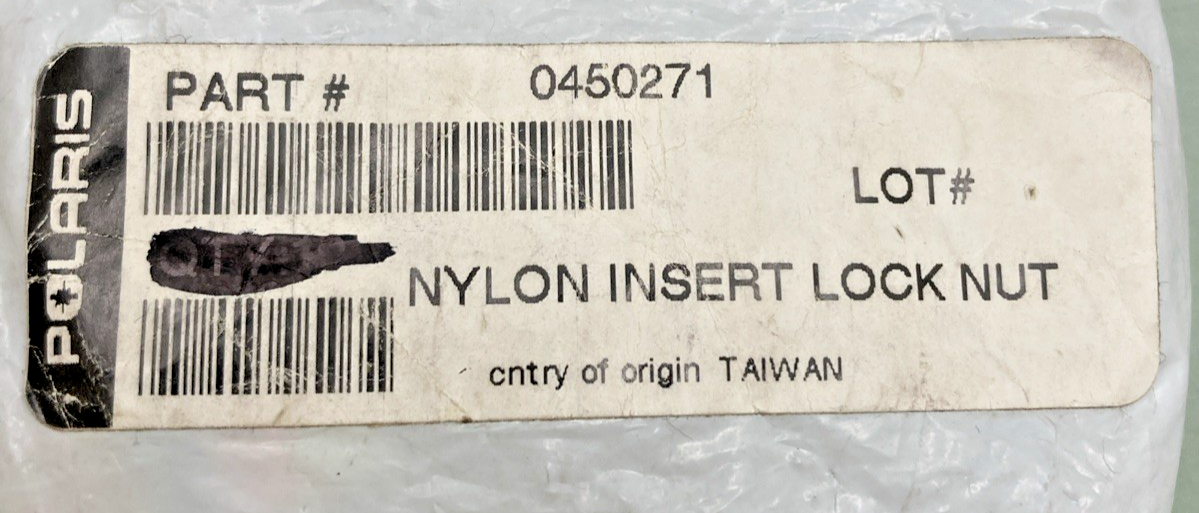 POLARIS
PART # 0450271
LOT#
NYLON INSERT LOCK NUT
cntry of origin TAIWAN